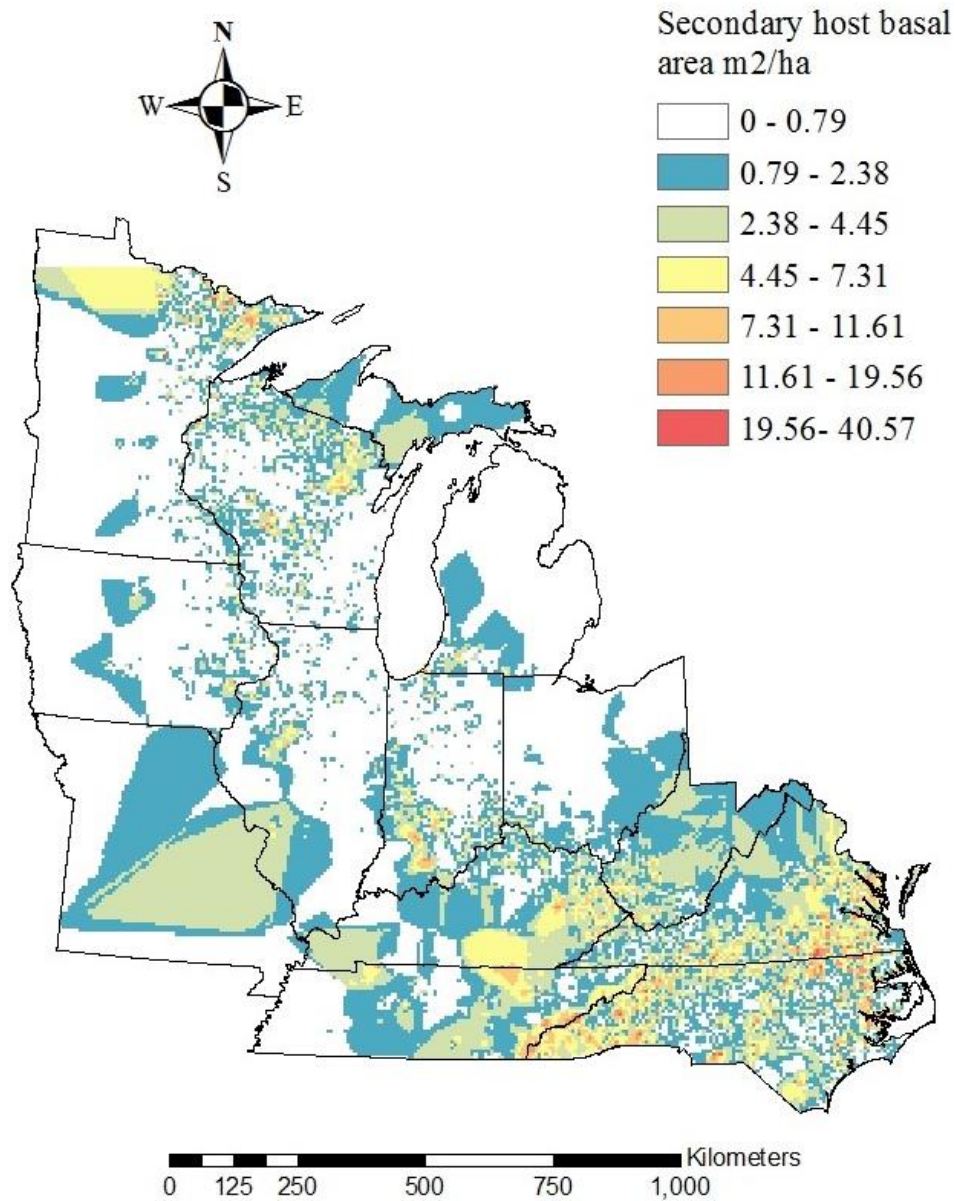 Secondary host basal
area m2/ha
N
W E
S
0 - 0.79
0.79 - 2.38
2.38 - 4.45
4.45 - 7.31
7.31 - 11.61
11.61 - 19.56
19.56- 40.57
Kilometers
0 125 250 500 750 1,000